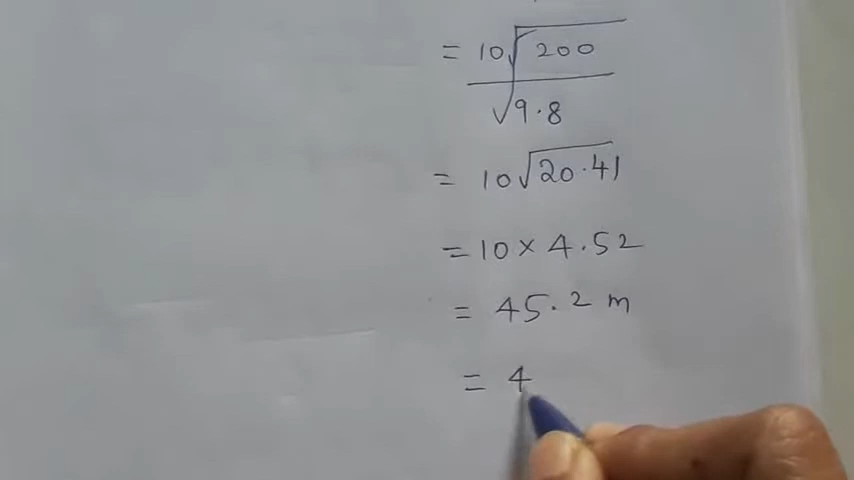 = 10√200
√9.8
= 10√20.41
= 10 × 4.52
= 45.2 m
= 4